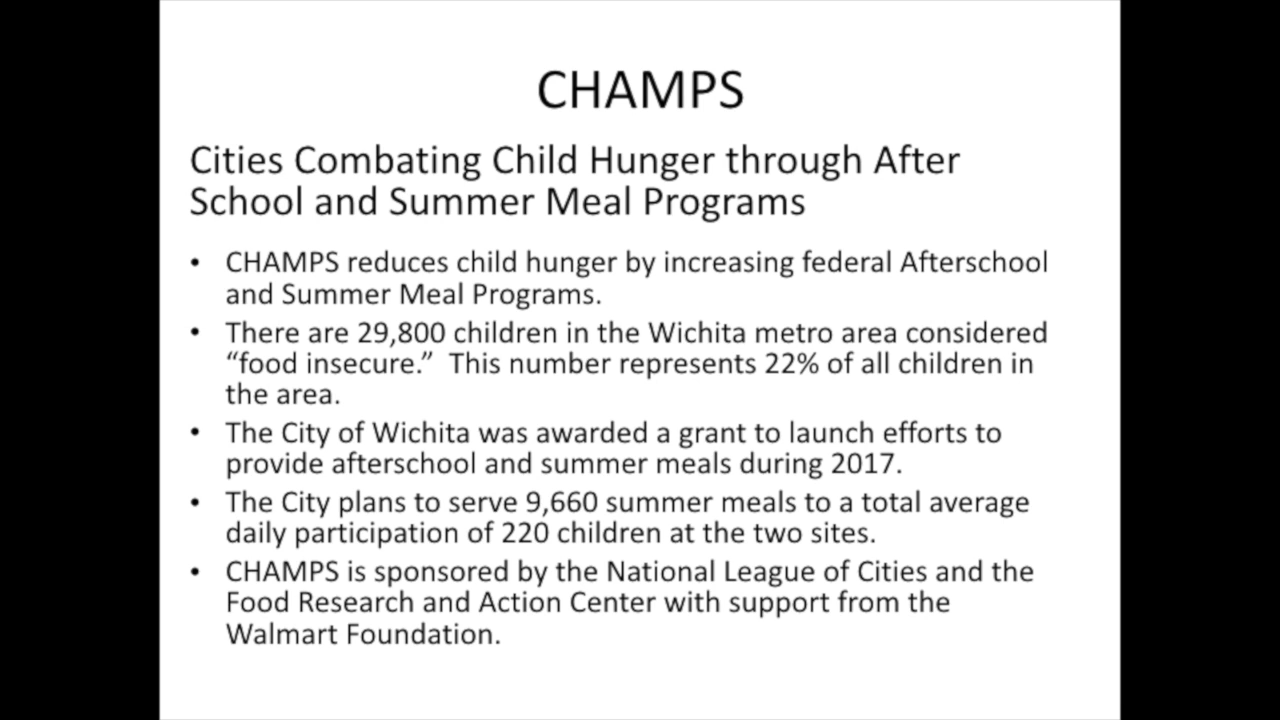 CHAMPS
Cities Combating Child Hunger through After
School and Summer Meal Programs
• CHAMPS reduces child hunger by increasing federal Afterschool
and Summer Meal Programs.
• There are 29,800 children in the Wichita metro area considered
“food insecure.”  This number represents 22% of all children in
the area.
• The City of Wichita was awarded a grant to launch efforts to
provide afterschool and summer meals during 2017.
• The City plans to serve 9,660 summer meals to a total average
daily participation of 220 children at the two sites.
• CHAMPS is sponsored by the National League of Cities and the
Food Research and Action Center with support from the
Walmart Foundation.